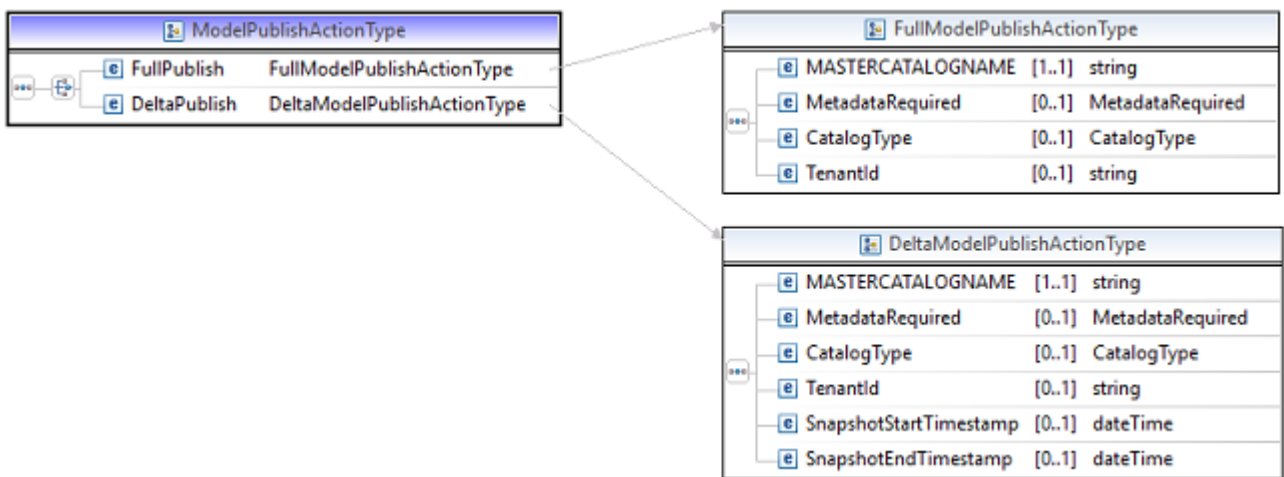 ModelPublishActionType
FullPublish FullModelPublishActionType
DeltaPublish DeltaModelPublishActionType
FullModelPublishActionType
MASTERCATALOGNAME [1..1] string
MetadataRequired [0..1] MetadataRequired
CatalogType [0..1] CatalogType
TenantId [0..1] string
DeltaModelPublishActionType
MASTERCATALOGNAME [1..1] string
MetadataRequired [0..1] MetadataRequired
CatalogType [0..1] CatalogType
TenantId [0..1] string
SnapshotStartTimestamp [0..1] dateTime
SnapshotEndTimestamp [0..1] dateTime